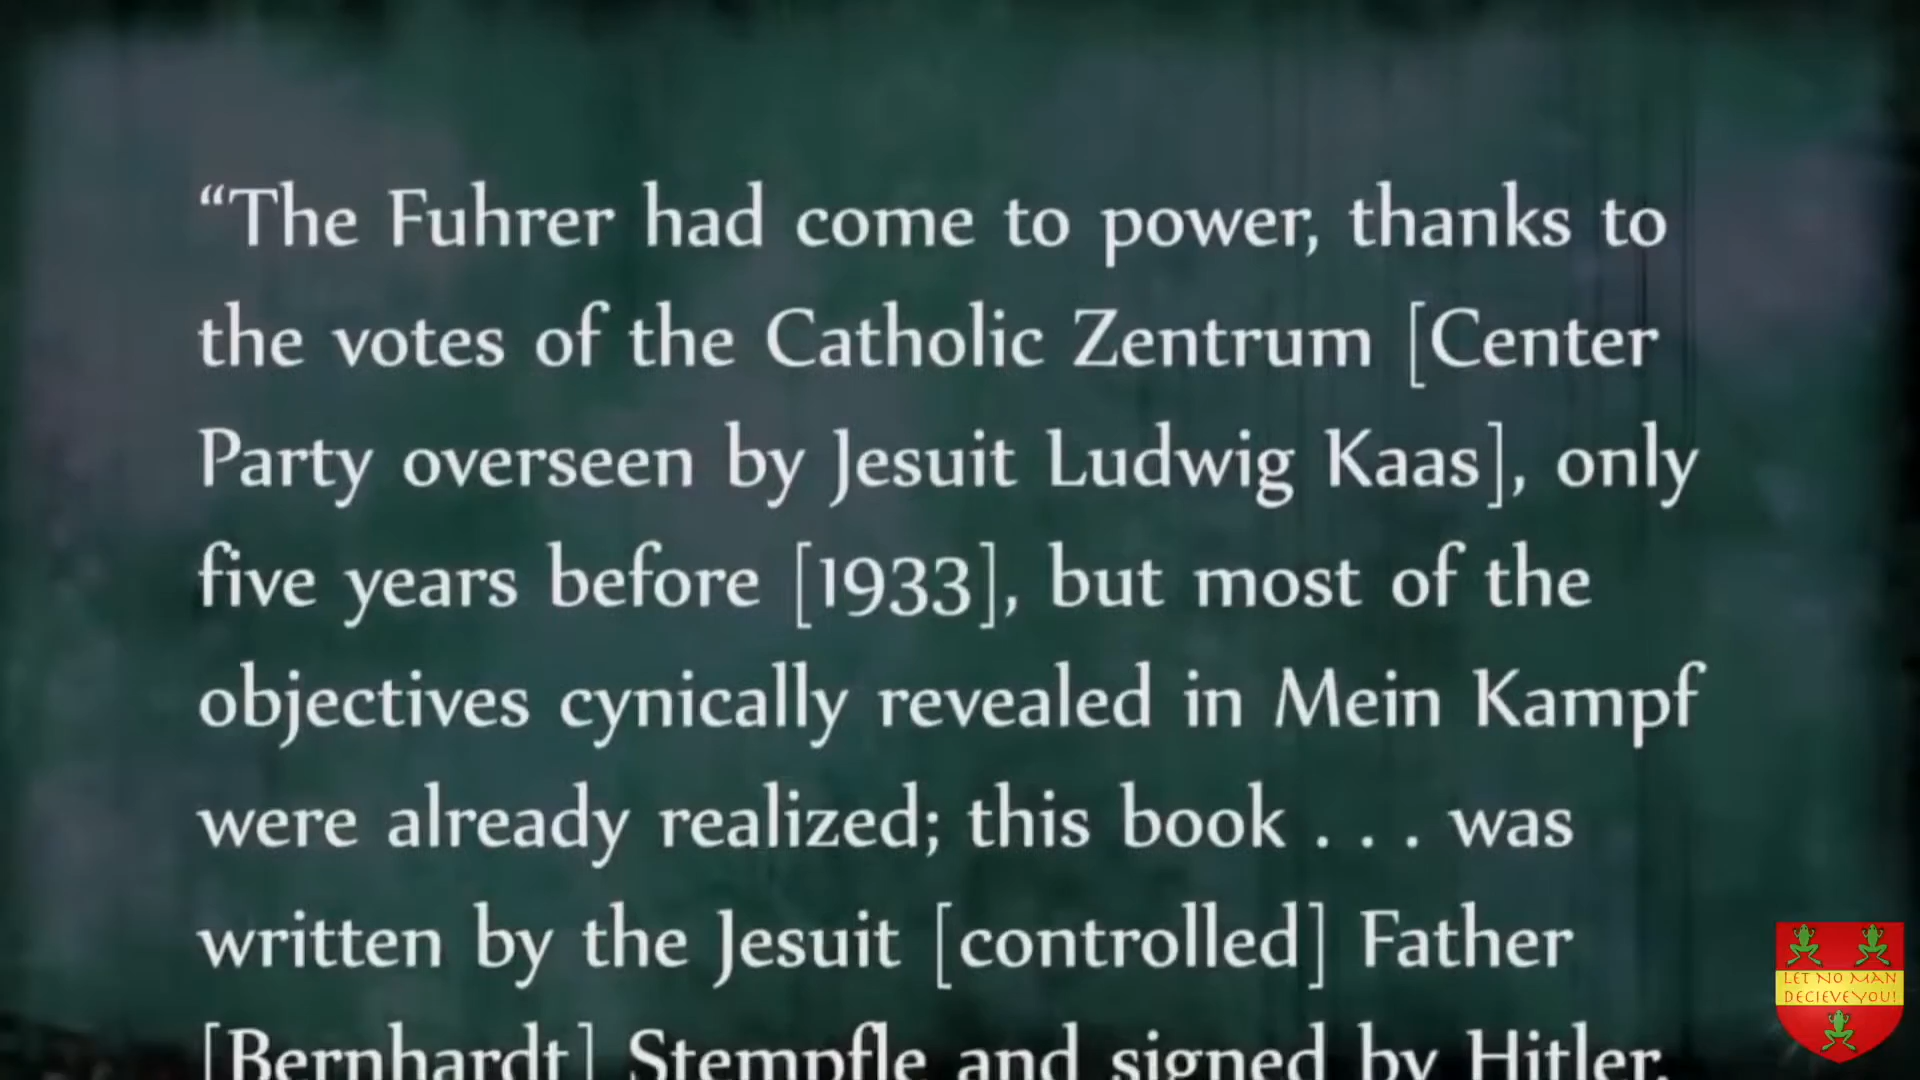 “The Fuhrer had come to power, thanks to
the votes of the Catholic Zentrum [Center
Party overseen by Jesuit Ludwig Kaas], only
five years before [1933], but most of the
objectives cynically revealed in Mein Kampf
were already realized; this book . . . was
written by the Jesuit [controlled] Father
[Bernhardt] Stempfle and signed by Hitler.
LET NO MAN
DECIEVE YOU!